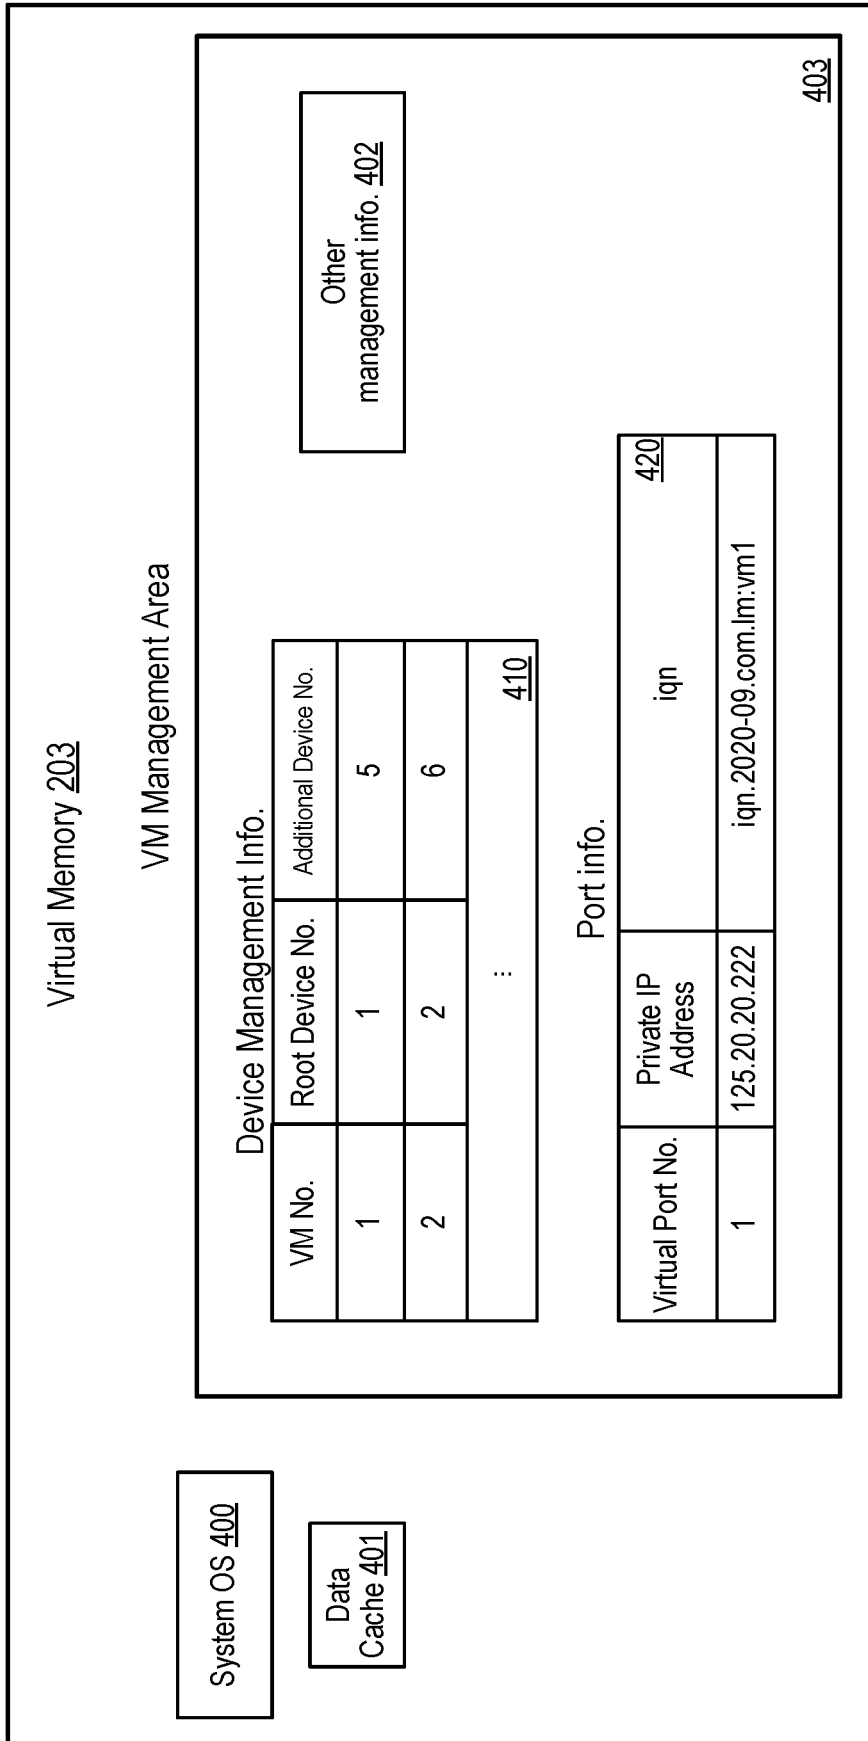 Virtual Memory 203
System OS 400
Data
Cache 401
VM Management Area
Device Management Info.
VM No. Root Device No. Additional Device No.
1 1 5
2 2 6
...
410
Other
management info. 402
Port info.
Virtual Port No. Private IP
Address iqn 420
1 125.20.20.222 iqn.2020-09.com.lm:vm1
403